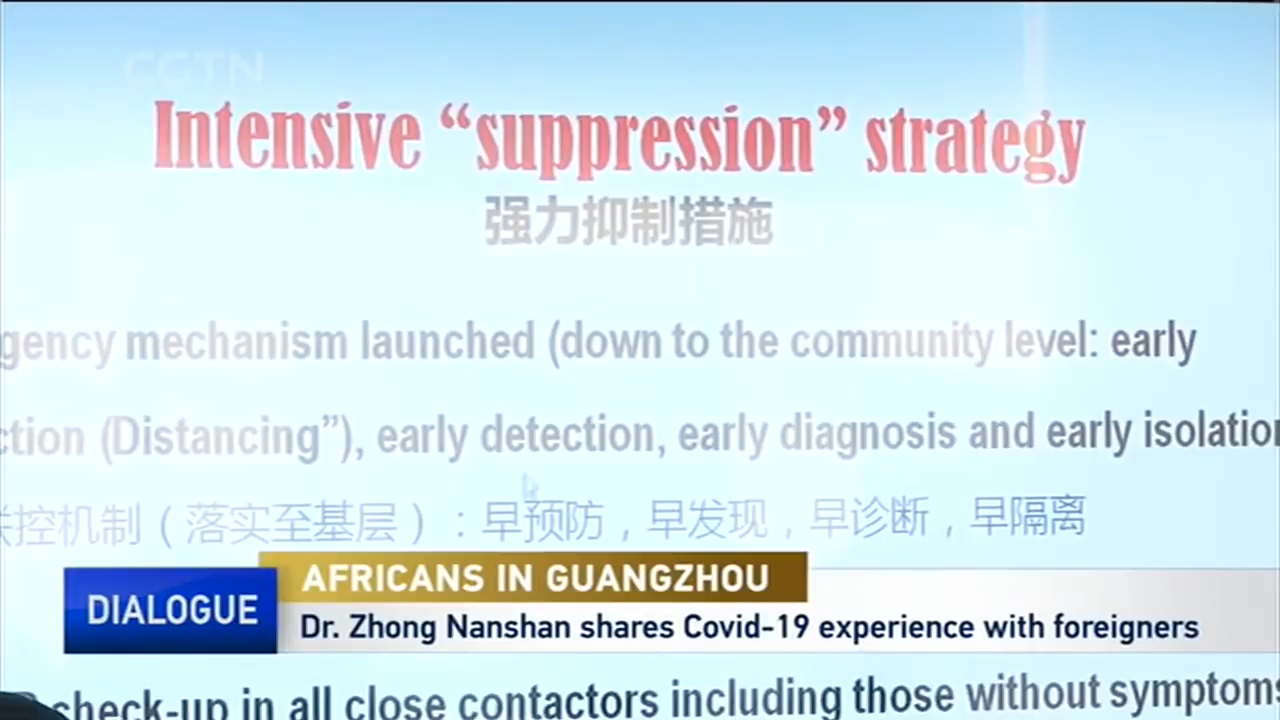 CGTN
Intensive “suppression” strategy
强力抑制措施
mechanism launched (down to the community level: early
(Distancing”), early detection, early diagnosis and early
控机制（落实至基层）：早预防，早发现，早诊断，早隔离
AFRICANS IN GUANGZHOU
DIALOGUE
Dr. Zhong Nanshan shares Covid-19 experience with foreigners
check-up in all close contactors including those without symptoms